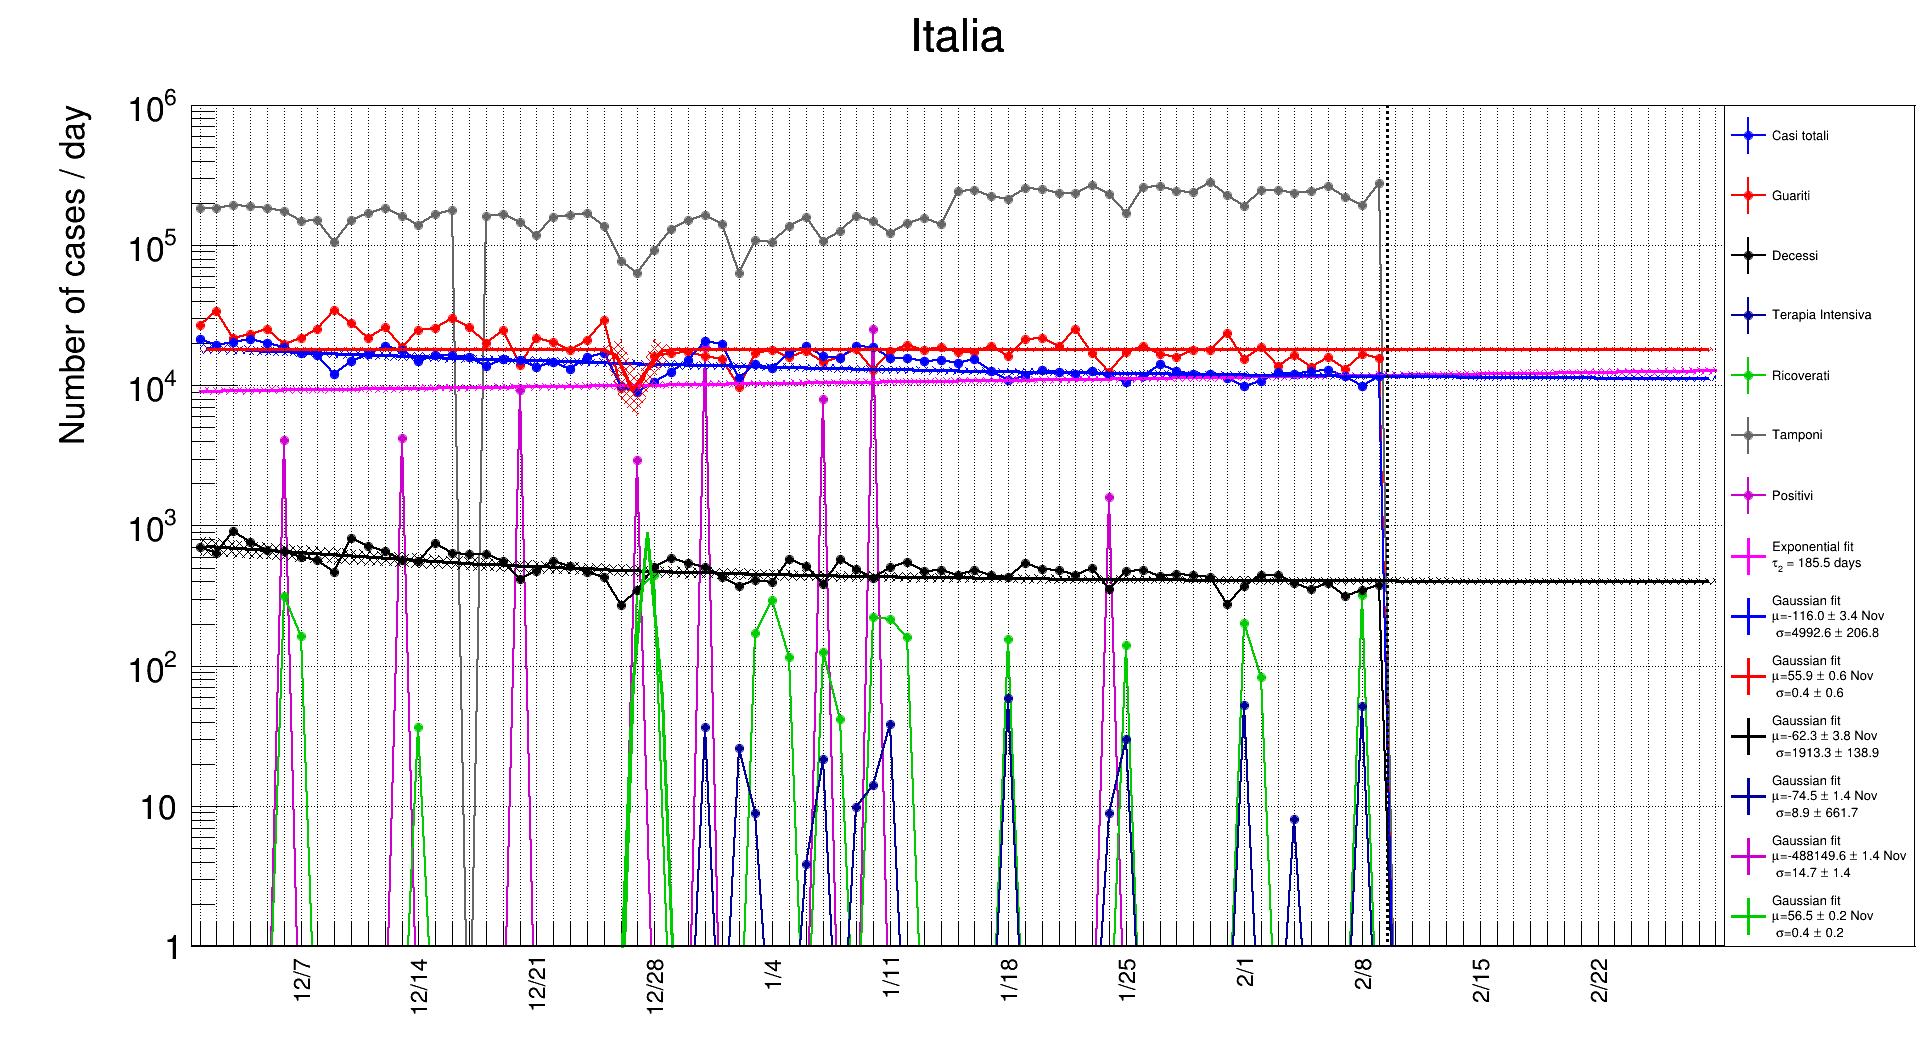 Italia
Number of cases / day
10^6
10^5
10^4
10^3
10^2
10
1
12/7
12/14
12/21
12/28
1/4
1/11
1/18
1/25
2/1
2/8
2/15
2/22
Casi totali
Guariti
Decessi
Terapia Intensiva
Ricoverati
Tamponi
Positivi
Exponential fit
τ_2 = 185.5 days
Gaussian fit
μ=-116.0 ± 3.4 Nov
σ=4992.6 ± 206.8
Gaussian fit
μ=55.9 ± 0.6 Nov
σ=0.4 ± 0.6
Gaussian fit
μ=-62.3 ± 3.8 Nov
σ=1913.3 ± 138.9
Gaussian fit
μ=-74.5 ± 1.4 Nov
σ=8.9 ± 661.7
Gaussian fit
μ=-488149.6 ± 1.4 Nov
σ=14.7 ± 1.4
Gaussian fit
μ=56.5 ± 0.2 Nov
σ=0.4 ± 0.2